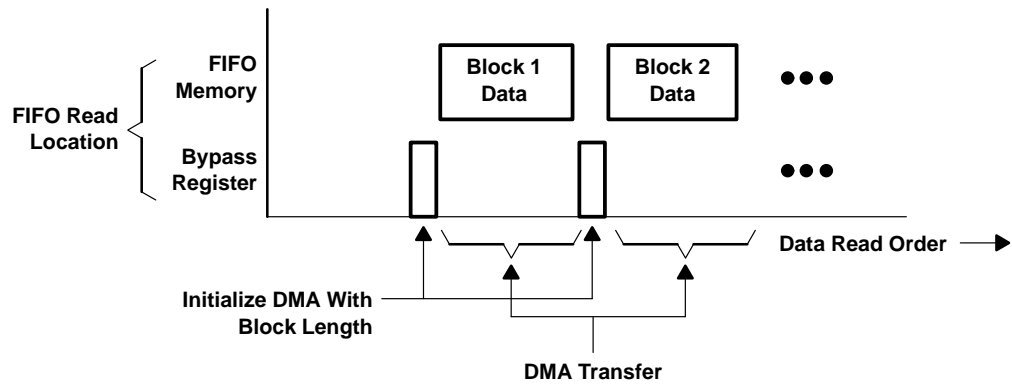 FIFO
Memory
Block 1
Data
Block 2
Data
FIFO Read
Location
Bypass
Register
Data Read Order
Initialize DMA With
Block Length
DMA Transfer